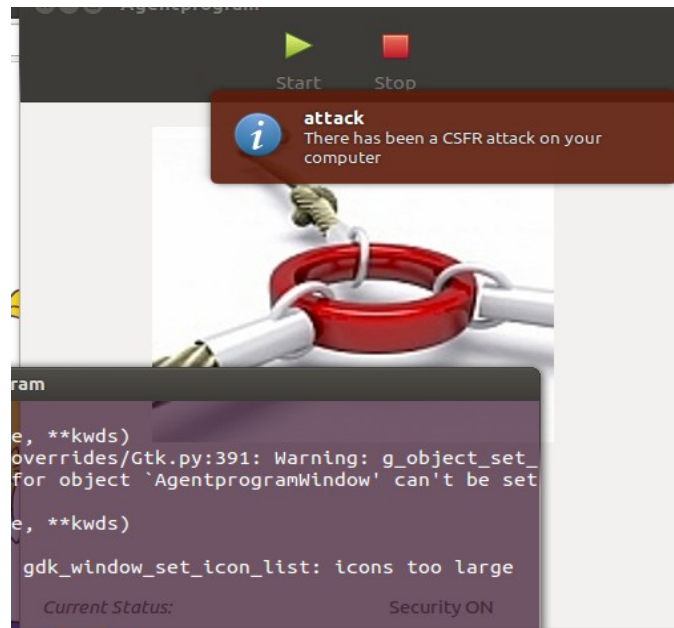 Agentprogram
Start Stop
attack
There has been a CSFR attack on your
computer
ram
e, **kwds)
overrides/Gtk.py:391: Warning: g_object_set_
for object `AgentprogramWindow' can't be set
e, **kwds)
gdk_window_set_icon_list: icons too large
Current Status: Security ON